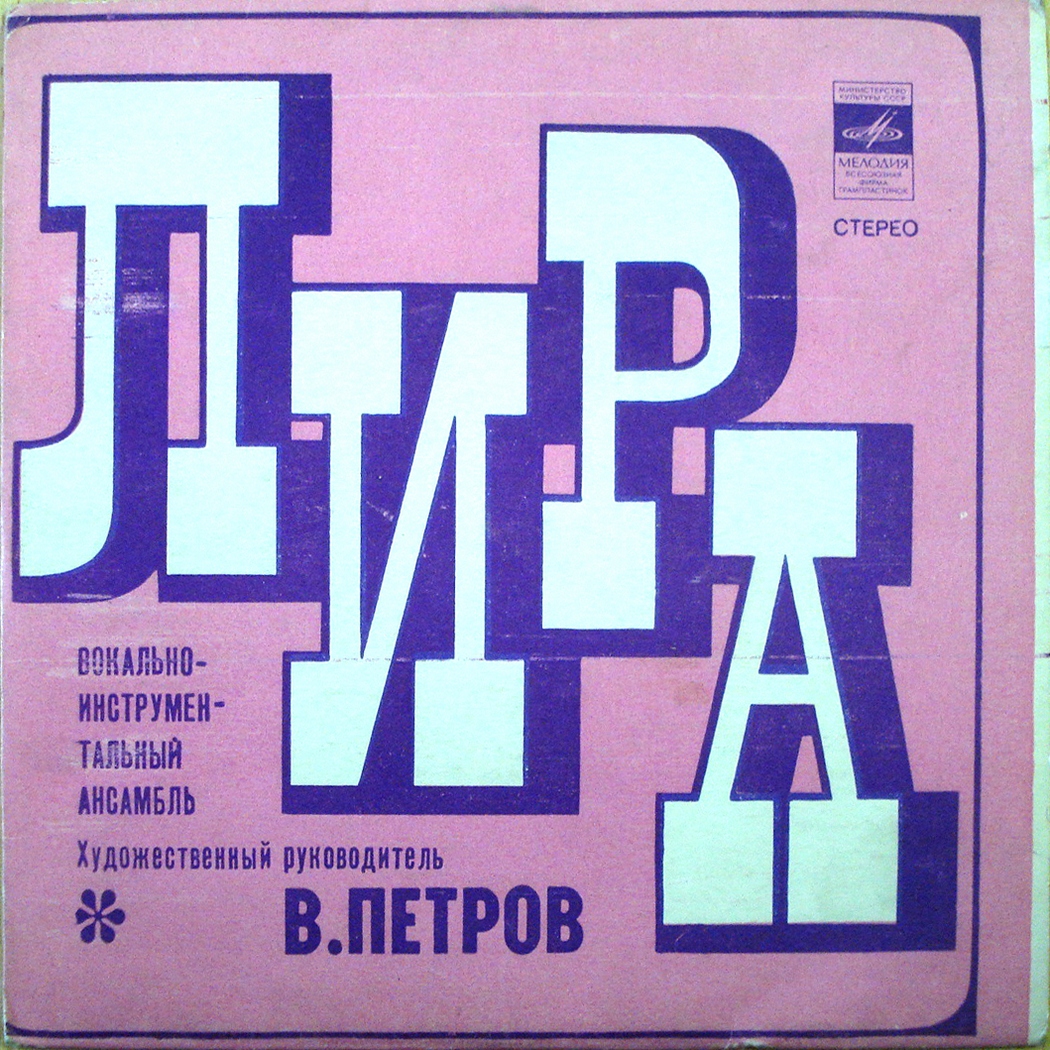 ЛИРА
МИНИСТЕРСТВО
КУЛЬТУРЫ СССР
МЕЛОДИЯ
ВСЕСОЮЗНАЯ
ФИРМА
ГРАМПЛАСТИНОК
СТЕРЕО
ВОКАЛЬНО-
ИНСТРУМЕН-
ТАЛЬНЫЙ
АНСАМБЛЬ
Художественный руководитель
В.ПЕТРОВ